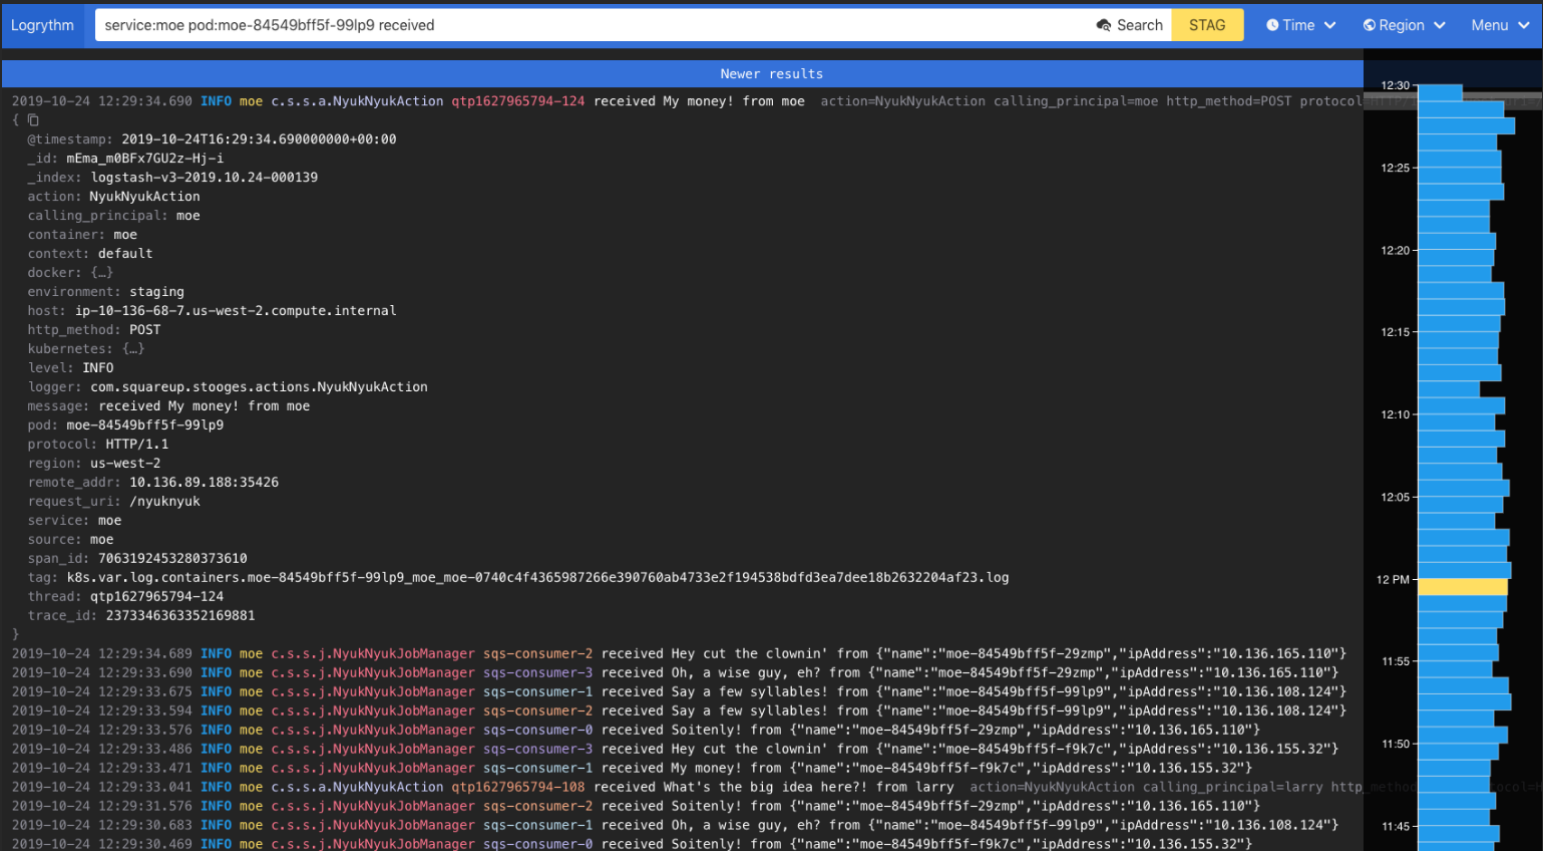 Logrythm service:moe pod:moe-84549bff5f-99lp9 received Search STAG Time Region Menu
Newer results
2019-10-24 12:29:34.690 INFO moe c.s.s.a.NyukNyukAction qtp1627965794-124 received My money! from moe action=NyukNyukAction calling_principal=moe http_method=POST protocol
{
@timestamp: 2019-10-24T16:29:34.690000000+00:00
_id: mEma_m0BFx7GU2z-Hj-i
_index: logstash-v3-2019.10.24-000139
action: NyukNyukAction
calling_principal: moe
container: moe
context: default
docker: {…}
environment: staging
host: ip-10-136-68-7.us-west-2.compute.internal
http_method: POST
kubernetes: {…}
level: INFO
logger: com.squareup.stooges.actions.NyukNyukAction
message: received My money! from moe
pod: moe-84549bff5f-99lp9
protocol: HTTP/1.1
region: us-west-2
remote_addr: 10.136.89.188:35426
request_uri: /nyuknyuk
service: moe
source: moe
span_id: 7063192453280373610
tag: k8s.var.log.containers.moe-84549bff5f-99lp9_moe_moe-0740c4f4365987266e390760ab4733e2f194538bdfd3ea7dee18b2632204af23.log
thread: qtp1627965794-124
trace_id: 2373346363352169881
}
2019-10-24 12:29:34.689 INFO moe c.s.s.j.NyukNyukJobManager sqs-consumer-2 received Hey cut the clownin' from {"name":"moe-84549bff5f-29zmp","ipAddress":"10.136.165.110"}
2019-10-24 12:29:33.690 INFO moe c.s.s.j.NyukNyukJobManager sqs-consumer-3 received Oh, a wise guy, eh? from {"name":"moe-84549bff5f-29zmp","ipAddress":"10.136.165.110"}
2019-10-24 12:29:33.675 INFO moe c.s.s.j.NyukNyukJobManager sqs-consumer-1 received Say a few syllables! from {"name":"moe-84549bff5f-99lp9","ipAddress":"10.136.108.124"}
2019-10-24 12:29:33.594 INFO moe c.s.s.j.NyukNyukJobManager sqs-consumer-2 received Say a few syllables! from {"name":"moe-84549bff5f-99lp9","ipAddress":"10.136.108.124"}
2019-10-24 12:29:33.576 INFO moe c.s.s.j.NyukNyukJobManager sqs-consumer-0 received Soitenly! from {"name":"moe-84549bff5f-29zmp","ipAddress":"10.136.165.110"}
2019-10-24 12:29:33.486 INFO moe c.s.s.j.NyukNyukJobManager sqs-consumer-3 received Hey cut the clownin' from {"name":"moe-84549bff5f-f9k7c","ipAddress":"10.136.155.32"}
2019-10-24 12:29:33.471 INFO moe c.s.s.j.NyukNyukJobManager sqs-consumer-1 received My money! from {"name":"moe-84549bff5f-f9k7c","ipAddress":"10.136.155.32"}
2019-10-24 12:29:33.041 INFO moe c.s.s.a.NyukNyukAction qtp1627965794-108 received What's the big idea here?! from larry action=NyukNyukAction calling_principal=larry http_method
2019-10-24 12:29:31.576 INFO moe c.s.s.j.NyukNyukJobManager sqs-consumer-2 received Soitenly! from {"name":"moe-84549bff5f-29zmp","ipAddress":"10.136.165.110"}
2019-10-24 12:29:30.683 INFO moe c.s.s.j.NyukNyukJobManager sqs-consumer-1 received Oh, a wise guy, eh? from {"name":"moe-84549bff5f-99lp9","ipAddress":"10.136.108.124"}
2019-10-24 12:29:30.469 INFO moe c.s.s.j.NyukNyukJobManager sqs-consumer-0 received Soitenly! from {"name":"moe-84549bff5f-f9k7c","ipAddress":"10.136.155.32"}
12:30
12:25
12:20
12:15
12:10
12:05
12 PM
11:55
11:50
11:45